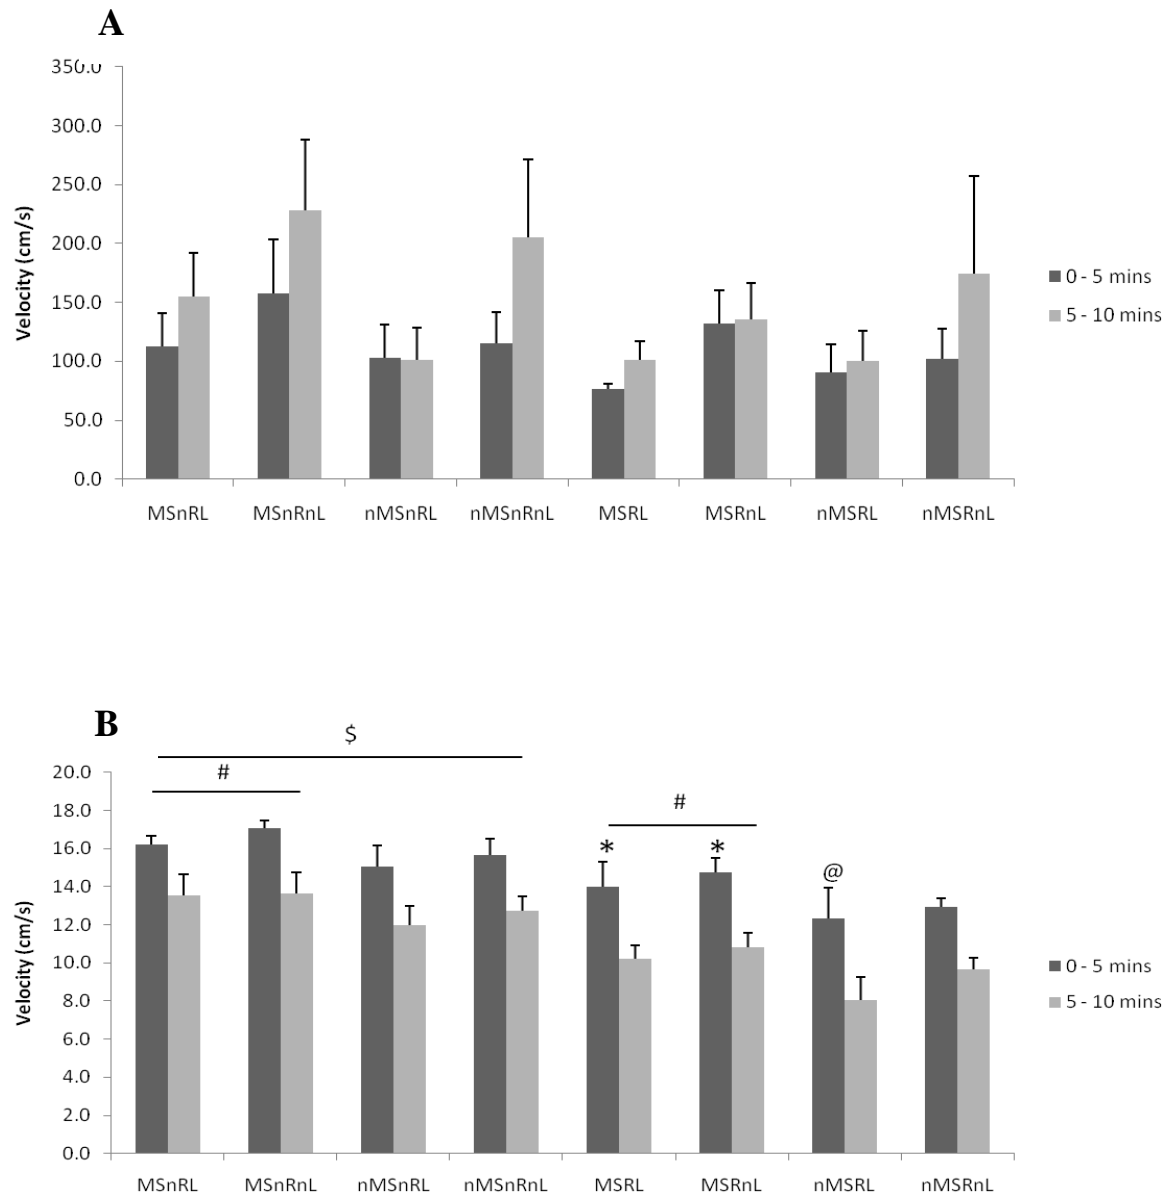 A
350.0
300.0
250.0
200.0
150.0
100.0
50.0
0.0
Velocity (cm/s)
MSnRL MSnRnL nMSnRL nMSnRnL MSRL MSRnL nMSRL nMSRnL
0 - 5 mins
5 - 10 mins
B
$
#
#
* * @
20.0
18.0
16.0
14.0
12.0
10.0
8.0
6.0
4.0
2.0
0.0
Velocity (cm/s)
MSnRL MSnRnL nMSnRL nMSnRnL MSRL MSRnL nMSRL nMSRnL
0 - 5 mins
5 - 10 mins